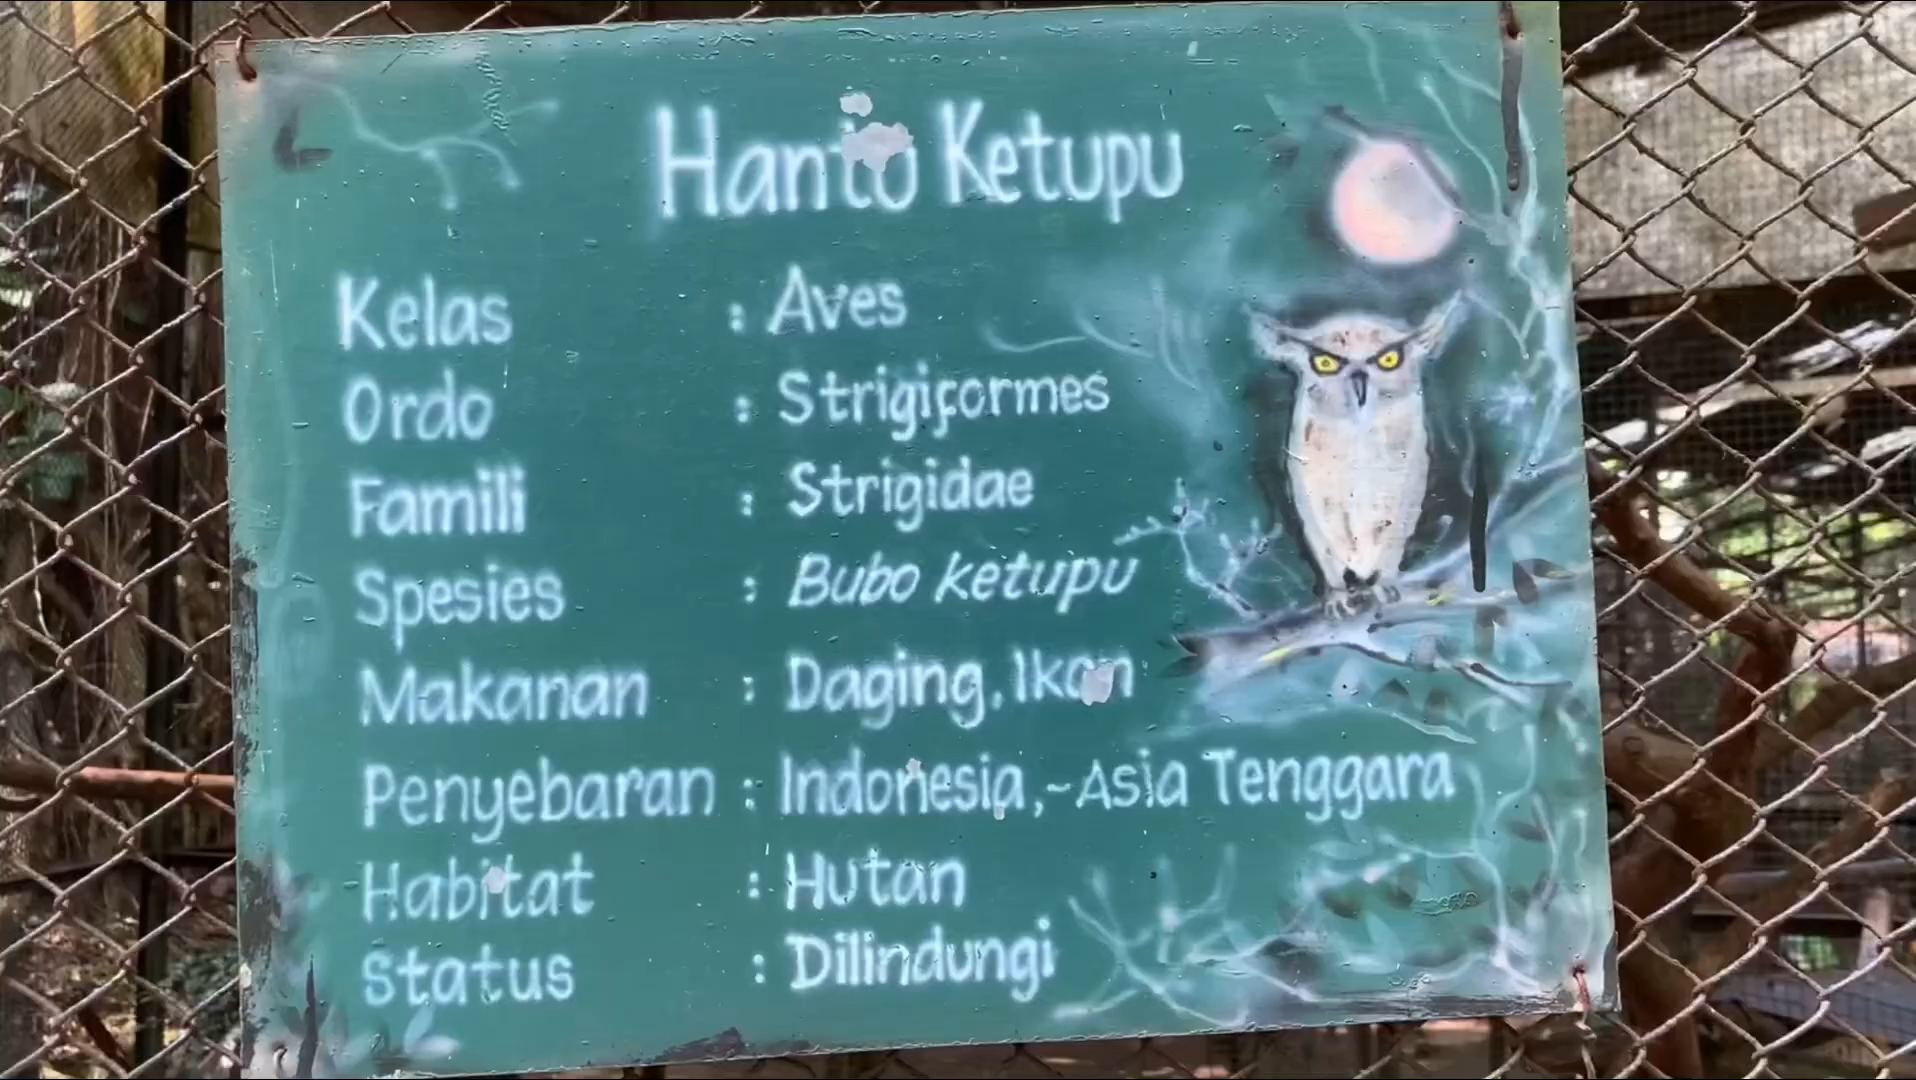 Hanto Ketupu
Kelas : Aves
Ordo : Strigiformes
Famili : Strigidae
Spesies : Bubo ketupu
Makanan : Daging, Ikan
Penyebaran : Indonesia,-Asia Tenggara
Habitat : Hutan
Status : Dilindungi